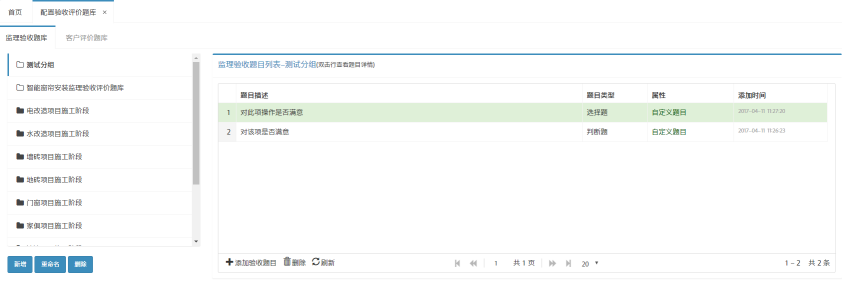 首页 配置验收评价题库 ×
监理验收题库 客户评价题库
测试分组
智能窗帘安装监理验收评价题库
电改造项目施工阶段
水改造项目施工阶段
墙砖项目施工阶段
地砖项目施工阶段
门窗项目施工阶段
家俱项目施工阶段
新增 重命名 删除
监理验收题目列表-测试分组(双击行查看题目详情)
题目描述 题目类型 属性 添加时间
1 对此项操作是否满意 选择题 自定义题目 2017-04-11 11:27:20
2 对该项是否满意 判断题 自定义题目 2017-04-11 11:26:23
添加验收题目 删除 刷新 1 共 1 页 20 1 - 2 共 2 条